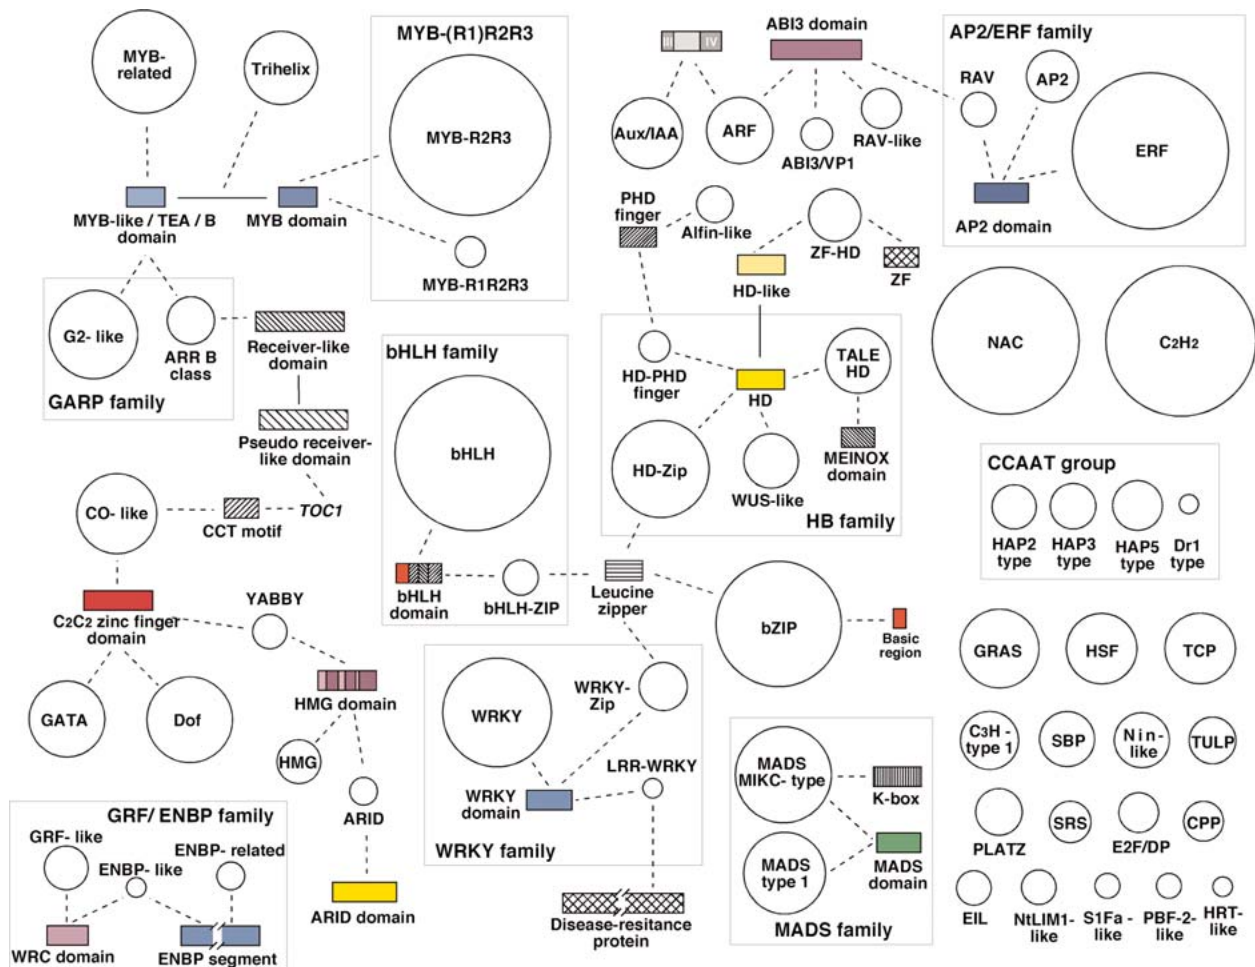 MYB-
related
Trihelix
MYB-(R1)R2R3
MYB-R2R3
MYB-like / TEA / B
domain
MYB domain
MYB-R1R2R3
III
IV
ABI3 domain
Aux/IAA
ARF
ABI3/VP1
RAV-like
AP2/ERF family
RAV
AP2
ERF
AP2 domain
PHD
finger
Alfin-like
ZF-HD
ZF
HD-like
G2- like
ARR B
class
GARP family
Receiver-like
domain
Pseudo receiver-
like domain
TOC1
CCT motif
CO- like
bHLH family
bHLH
bHLH
domain
bHLH-ZIP
HD-PHD
finger
HD
TALE
HD
HD-Zip
WUS-like
MEINOX
domain
HB family
NAC
C2H2
CCAAT group
HAP2
type
HAP3
type
HAP5
type
Dr1
type
C2C2 zinc finger
domain
YABBY
GATA
Dof
HMG domain
HMG
ARID
ARID domain
Leucine
zipper
bZIP
Basic
region
WRKY
WRKY-
Zip
LRR-WRKY
WRKY
domain
WRKY family
Disease-resitance
protein
MADS
MIKC- type
K-box
MADS
type 1
MADS
domain
MADS family
GRF/ ENBP family
GRF- like
ENBP- like
ENBP- related
WRC domain
ENBP segment
GRAS
HSF
TCP
C3H -
type 1
SBP
Nin-
like
TULP
PLATZ
SRS
E2F/DP
CPP
EIL
NtLIM1-
like
S1Fa -
like
PBF-2-
like
HRT-
like